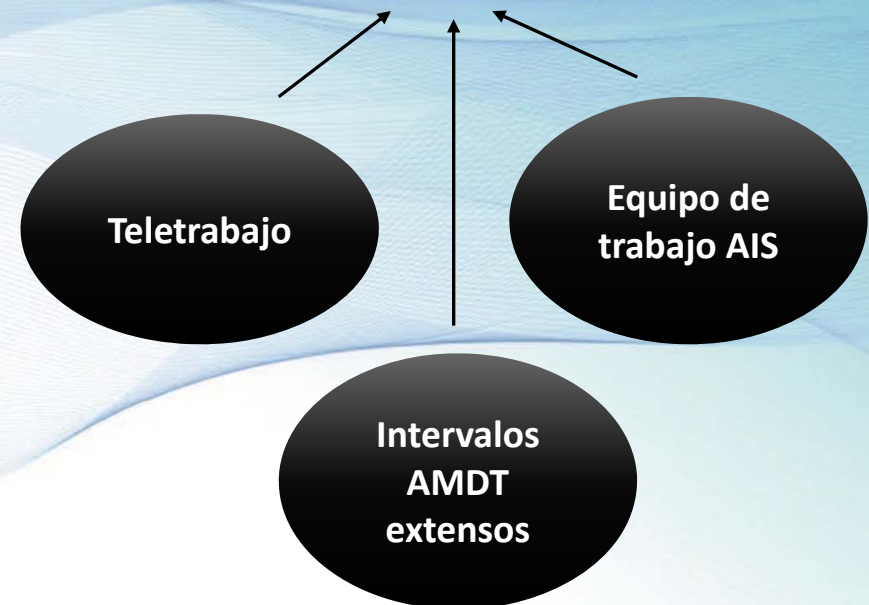 Teletrabajo
Equipo de
trabajo AIS
Intervalos
AMDT
extensos